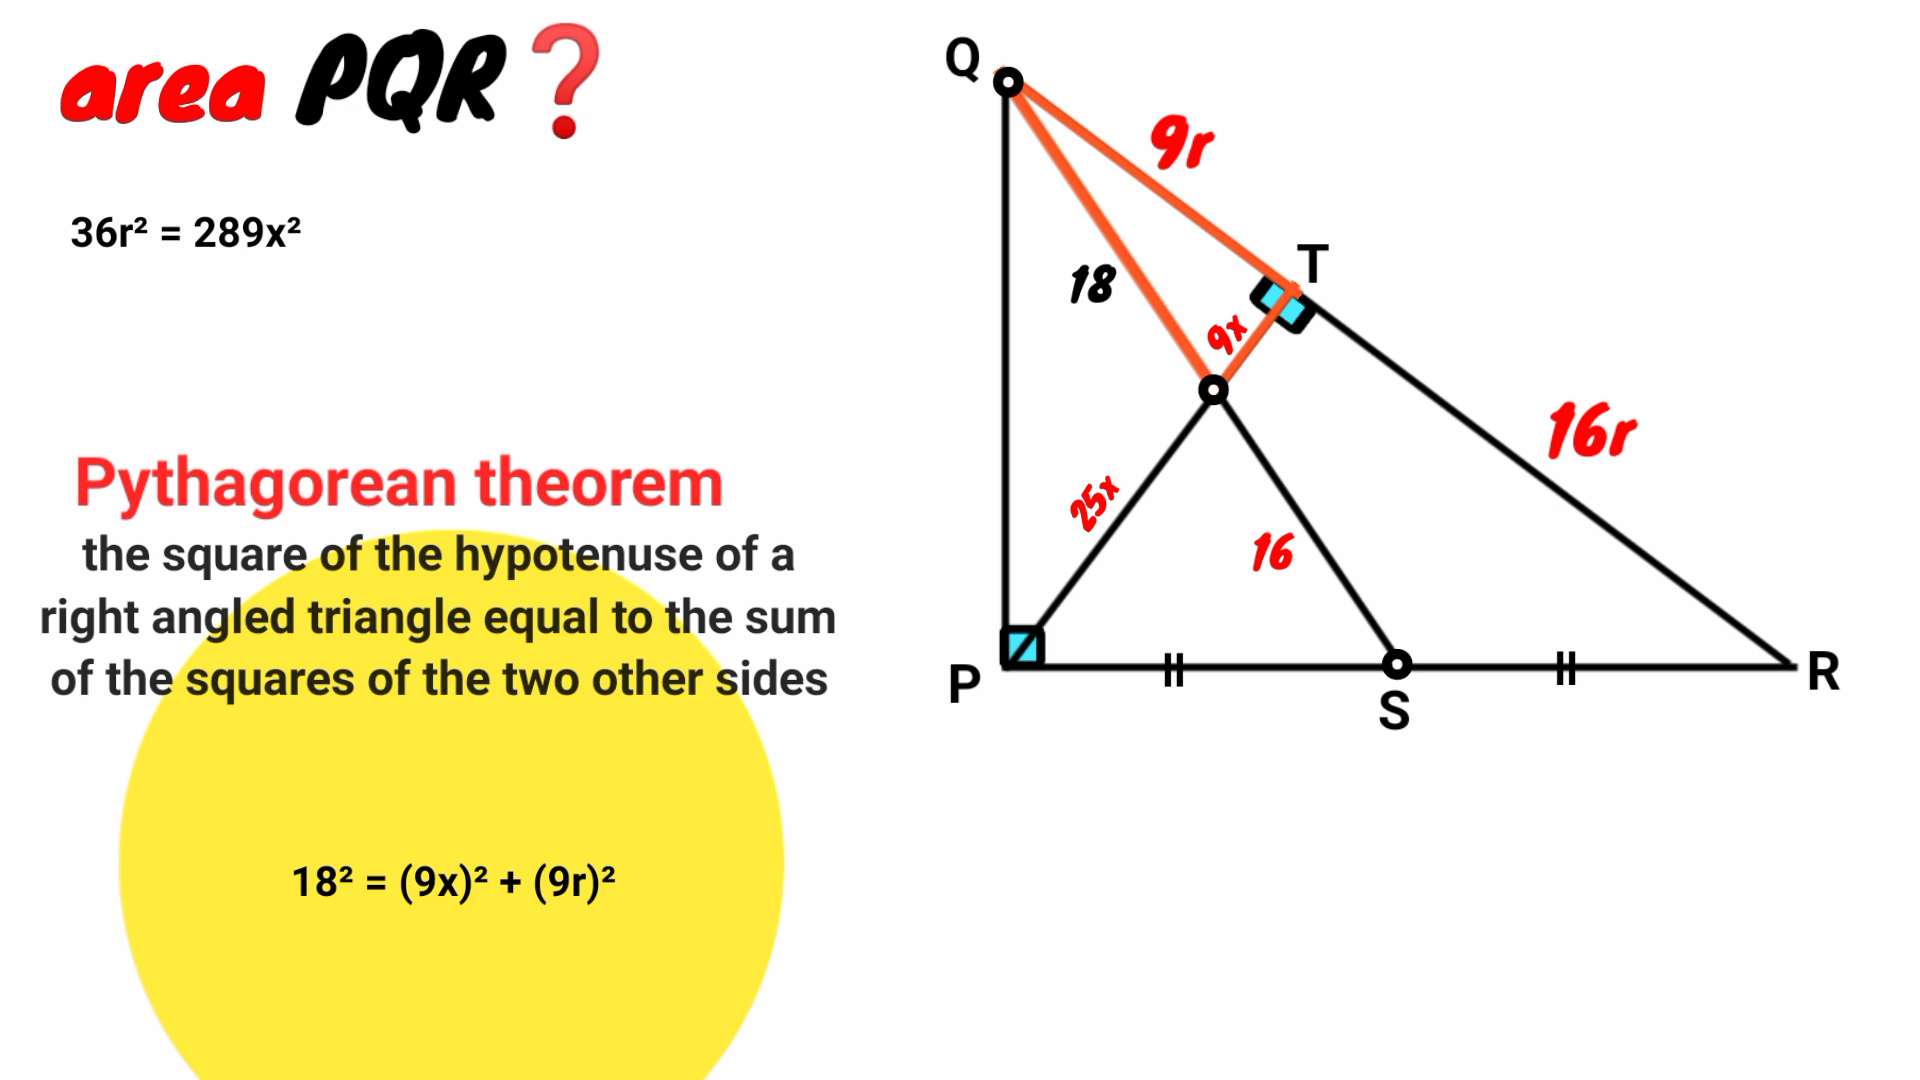 area PQR❓
36r² = 289x²
Pythagorean theorem
the square of the hypotenuse of a
right angled triangle equal to the sum
of the squares of the two other sides
18² = (9x)² + (9r)²
Q
9r
T
18
9x
16r
25x
16
P
R
S